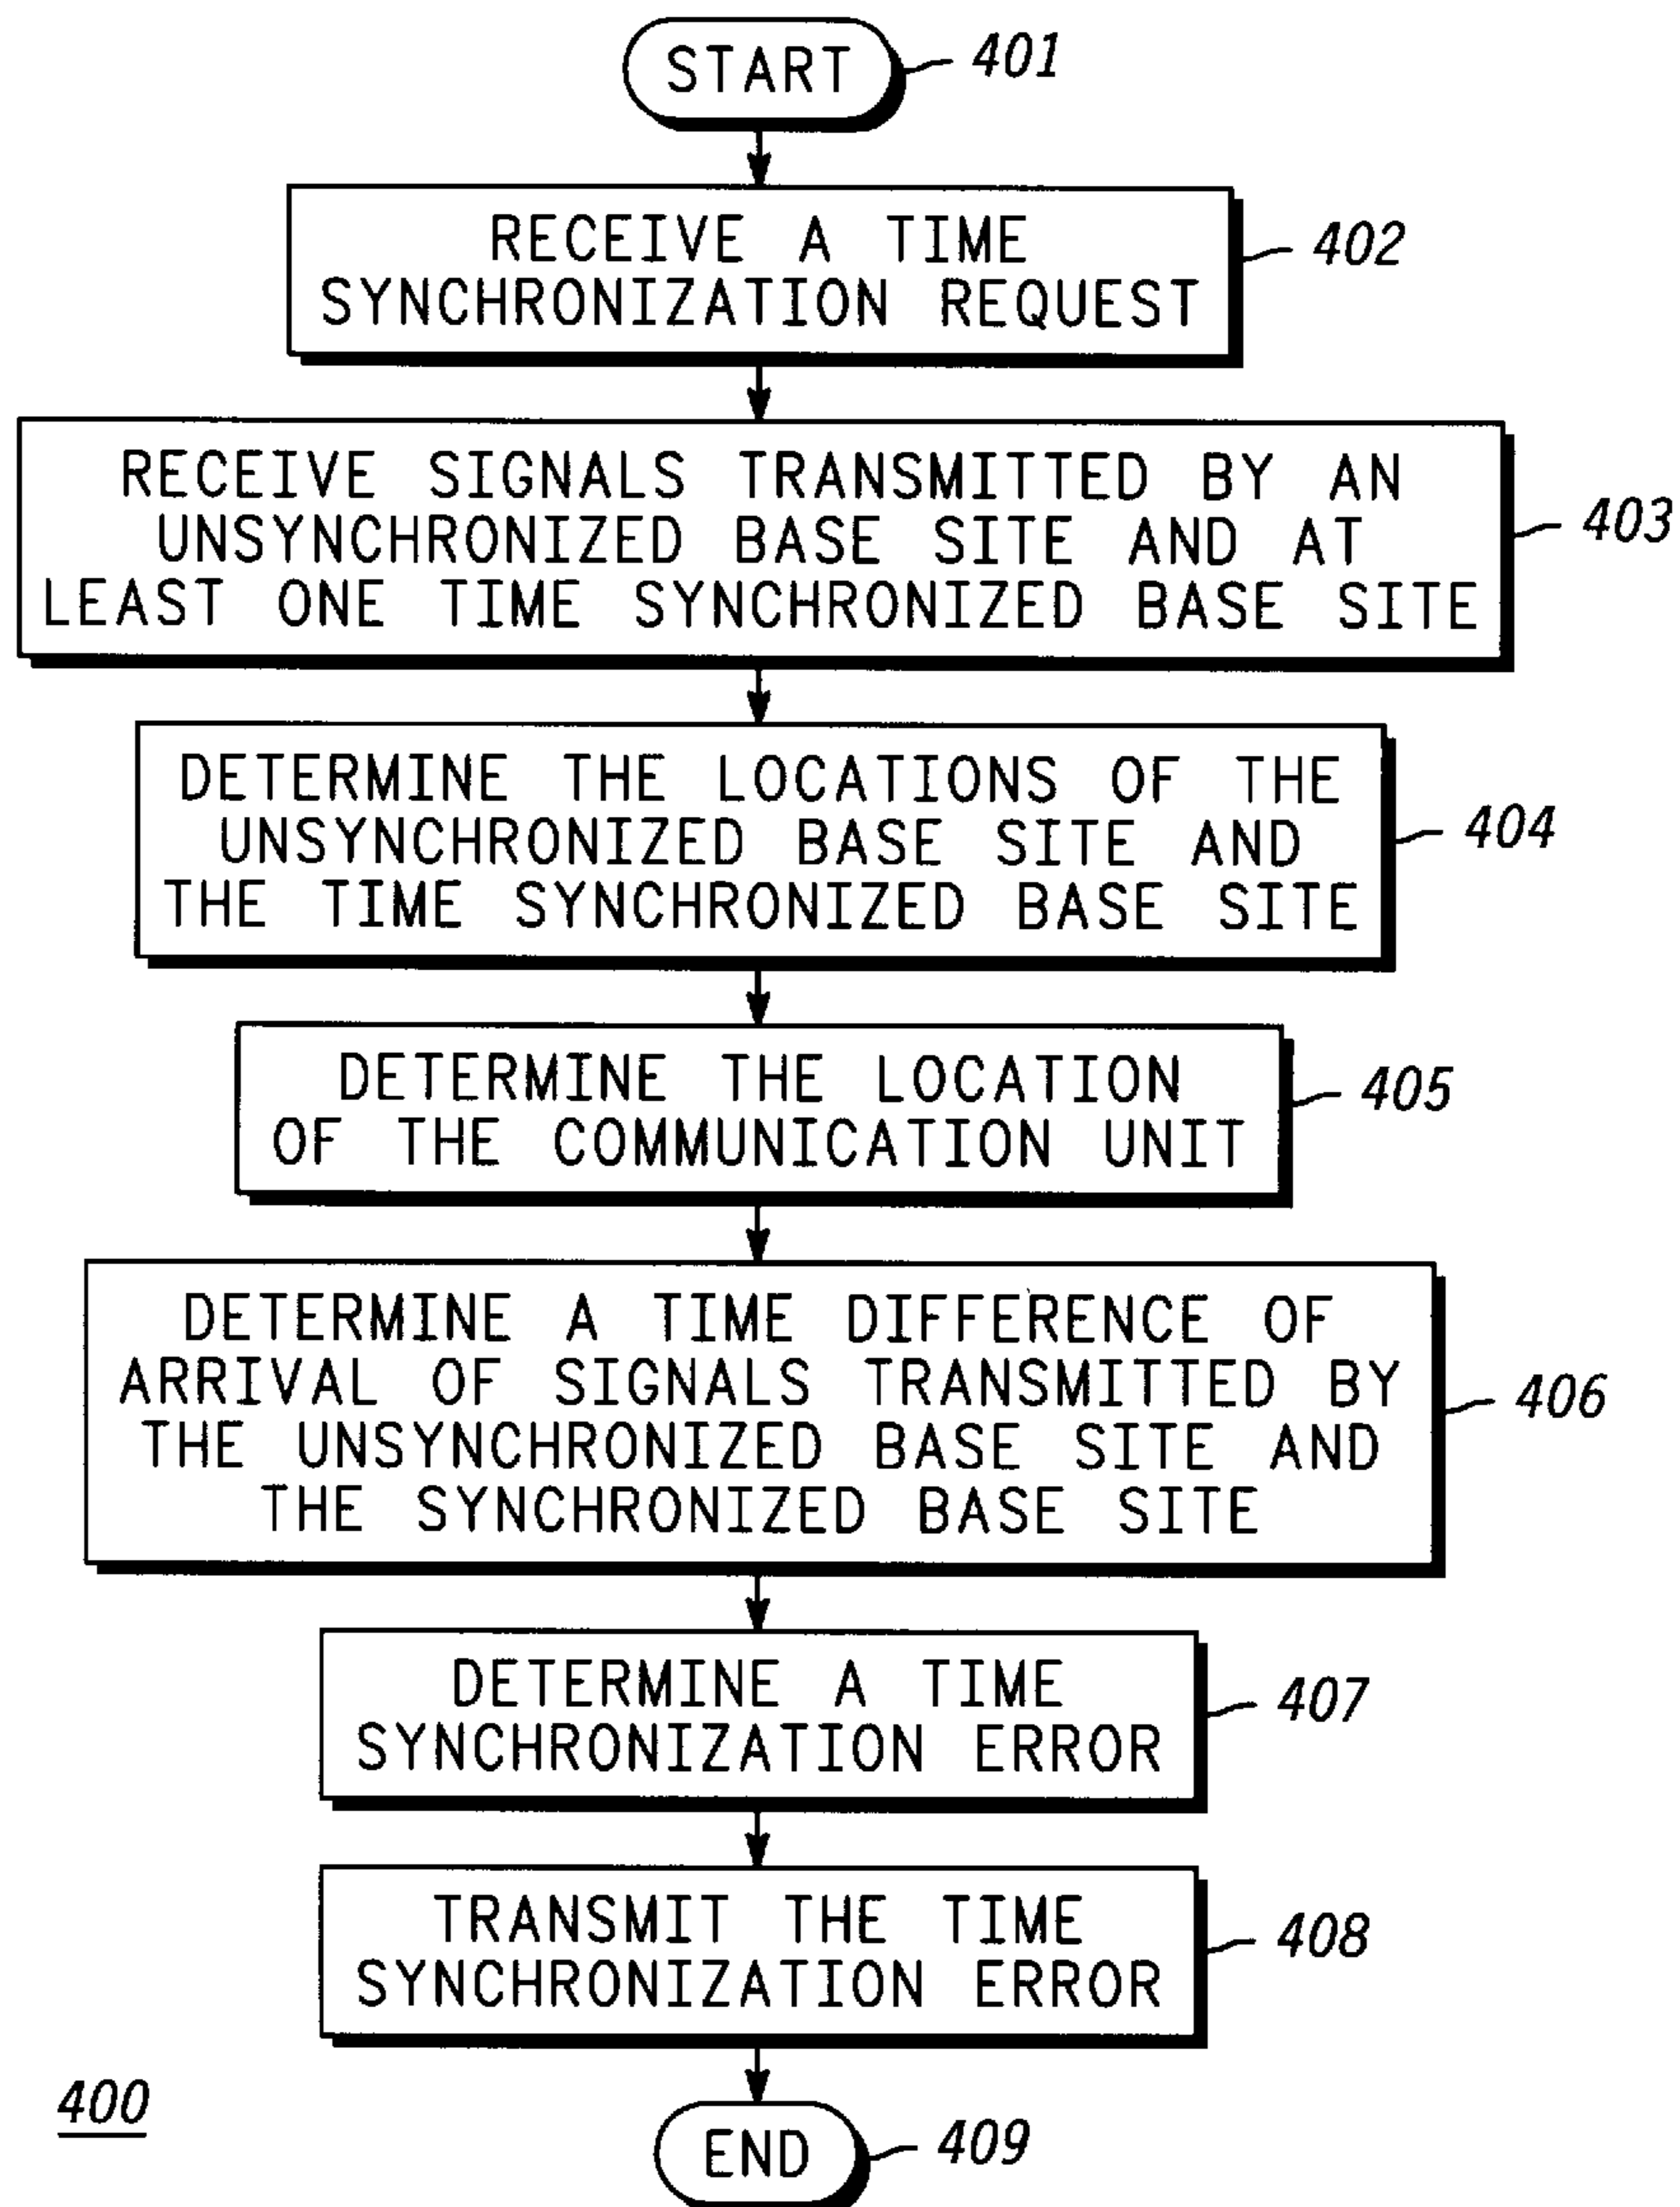 START
401
RECEIVE A TIME
SYNCHRONIZATION REQUEST
402
RECEIVE SIGNALS TRANSMITTED BY AN
UNSYNCHRONIZED BASE SITE AND AT
LEAST ONE TIME SYNCHRONIZED BASE SITE
403
DETERMINE THE LOCATIONS OF THE
UNSYNCHRONIZED BASE SITE AND
THE TIME SYNCHRONIZED BASE SITE
404
DETERMINE THE LOCATION
OF THE COMMUNICATION UNIT
405
DETERMINE A TIME DIFFERENCE OF
ARRIVAL OF SIGNALS TRANSMITTED BY
THE UNSYNCHRONIZED BASE SITE AND
THE SYNCHRONIZED BASE SITE
406
DETERMINE A TIME
SYNCHRONIZATION ERROR
407
TRANSMIT THE TIME
SYNCHRONIZATION ERROR
408
400
END
409